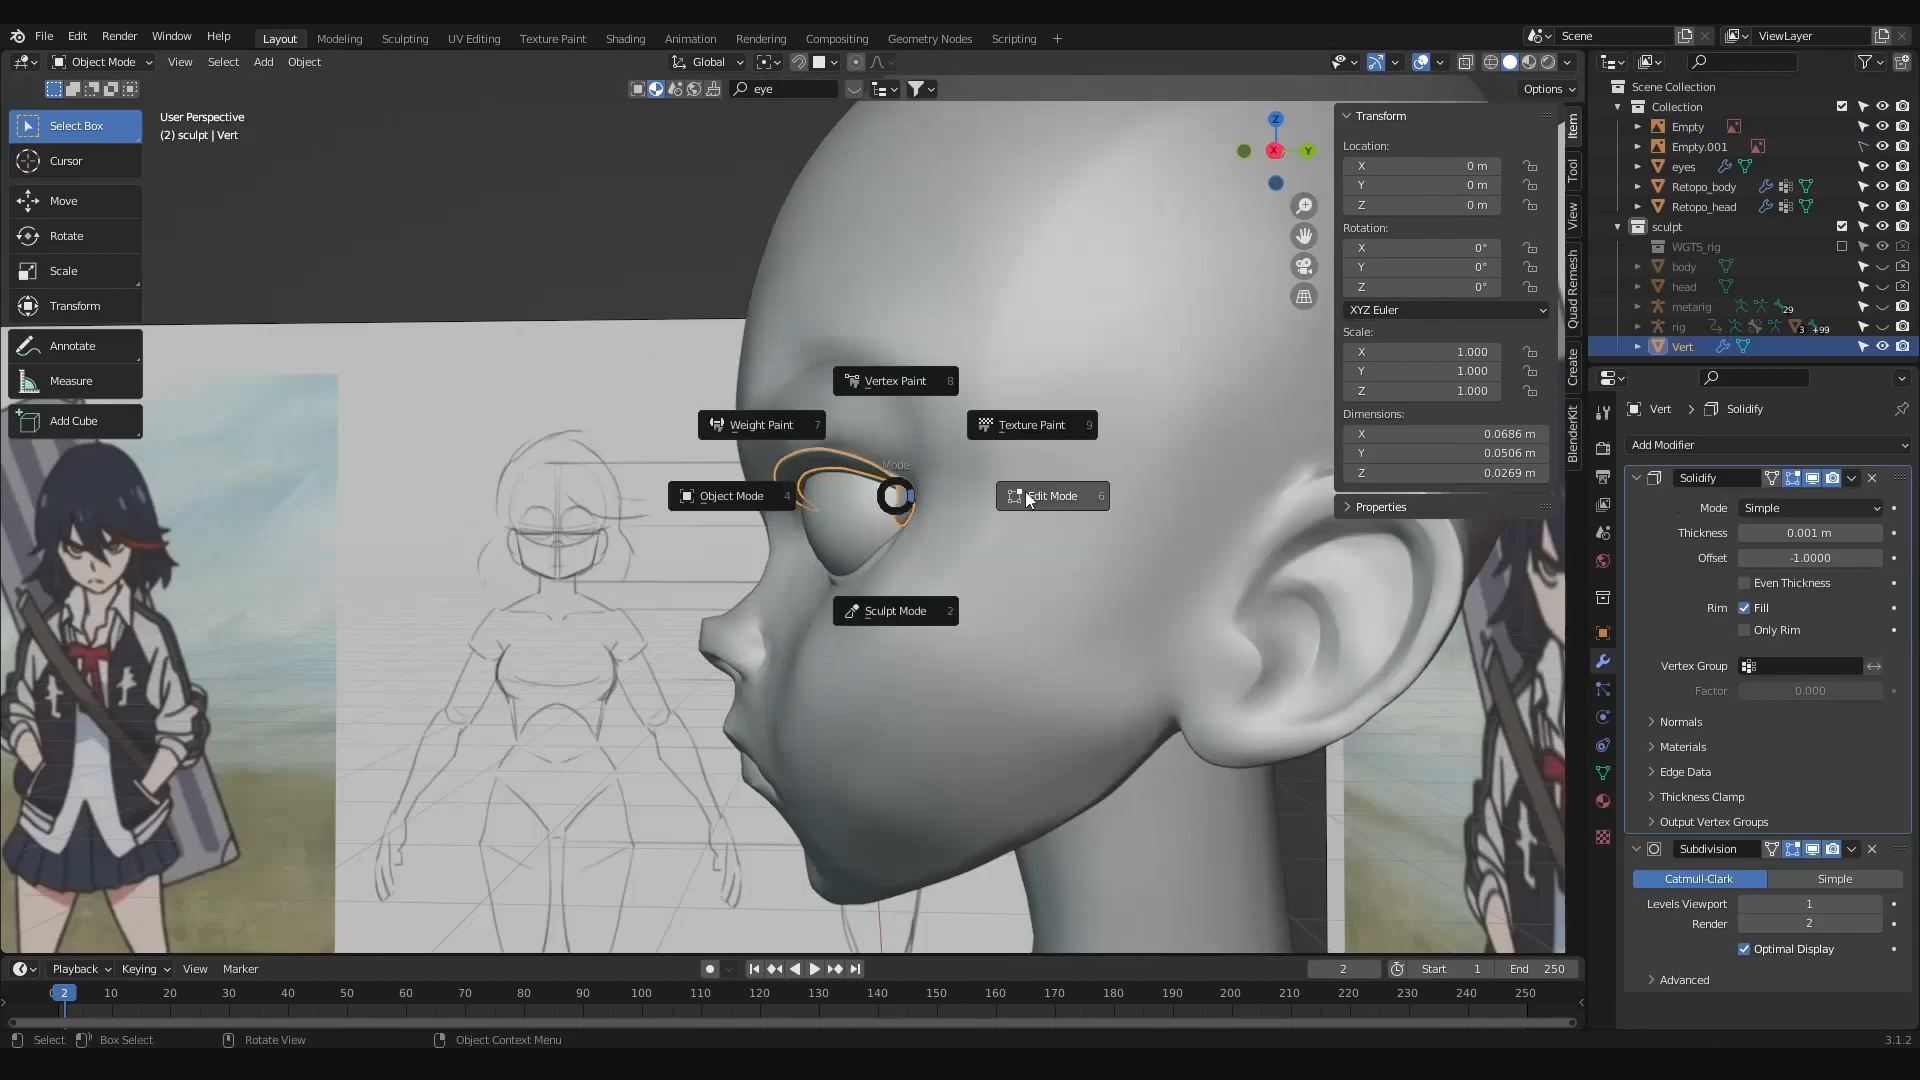 File Edit Render Window Help
Layout Modeling Sculpting UV Editing Texture Paint Shading Animation Rendering Compositing Geometry Nodes Scripting +
Scene
ViewLayer
Object Mode View Select Add Object
Global
eye
Options
Select Box
Cursor
Move
Rotate
Scale
Transform
Annotate
Measure
Add Cube
User Perspective
(2) sculpt | Vert
Z
X
Y
Vertex Paint 8
Weight Paint 7
Texture Paint 9
Mode
Object Mode 4
Edit Mode 6
Sculpt Mode 2
Transform
Location:
X 0 m
Y 0 m
Z 0 m
Rotation:
X 0°
Y 0°
Z 0°
XYZ Euler
Scale:
X 1.000
Y 1.000
Z 1.000
Dimensions:
X 0.0686 m
Y 0.0506 m
Z 0.0269 m
Properties
Item
Tool
View
Quad Remesh
Create
BlenderKit
Scene Collection
Collection
Empty
Empty.001
eyes
Retopo_body
Retopo_head
sculpt
WGTS_rig
body
head
metarig 29
rig 3 +99
Vert
Vert > Solidify
Add Modifier
Solidify
Mode Simple
Thickness 0.001 m
Offset -1.0000
Even Thickness
Rim Fill
Only Rim
Vertex Group
Factor 0.000
Normals
Materials
Edge Data
Thickness Clamp
Output Vertex Groups
Subdivision
Catmull-Clark Simple
Levels Viewport 1
Render 2
Optimal Display
Advanced
Playback Keying View Marker
2 Start 1 End 250
2 10 20 30 40 50 60 70 80 90 100 110 120 130 140 150 160 170 180 190 200 210 220 230 240 250
Select Box Select Rotate View Object Context Menu 3.1.2